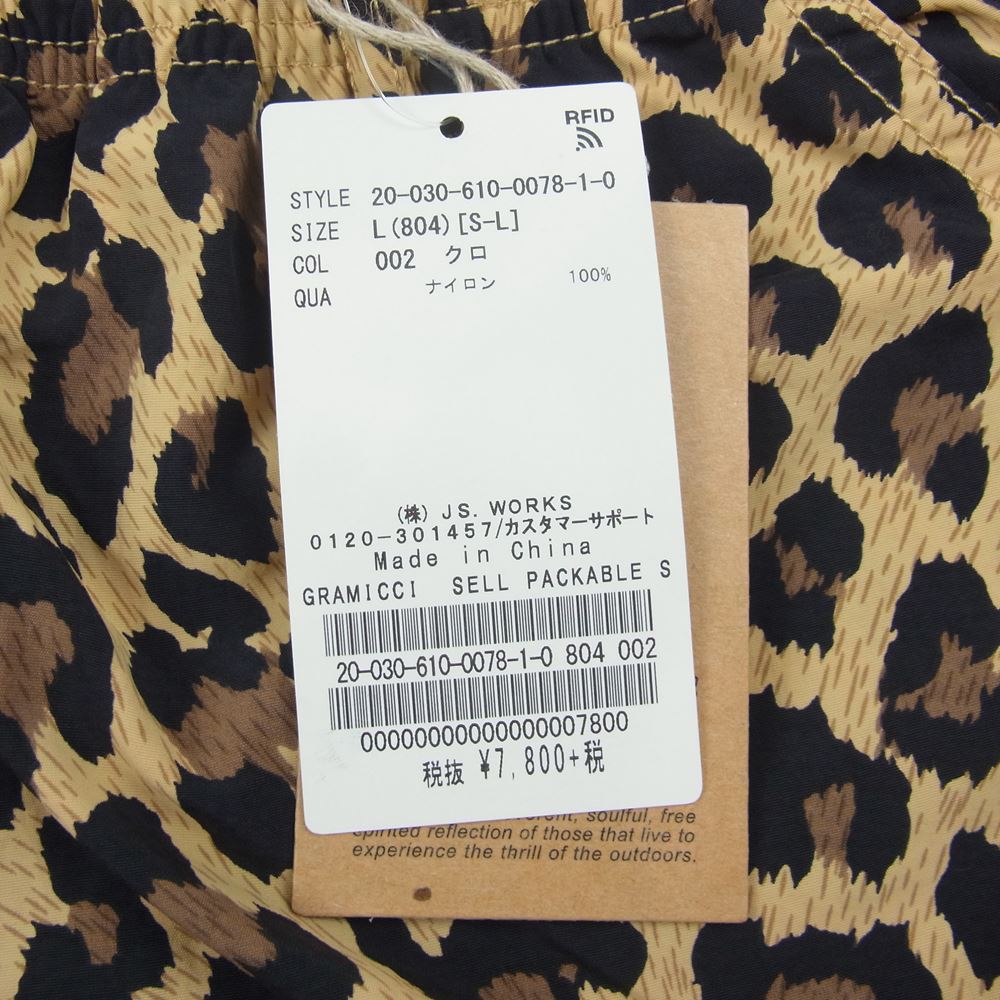 RFID
STYLE 20-030-610-0078-1-0
SIZE L(804)[S-L]
COL 002 クロ
QUA ナイロン 100%
(株) JS. WORKS
0120-301457/カスタマーサポート
Made in China
GRAMICCI SELL PACKABLE S
20-030-610-0078-1-0 804 002
00000000000000007800
税抜 ¥7,800+税
soulful, free
spirited reflection of those that live to
experience the thrill of the outdoors.